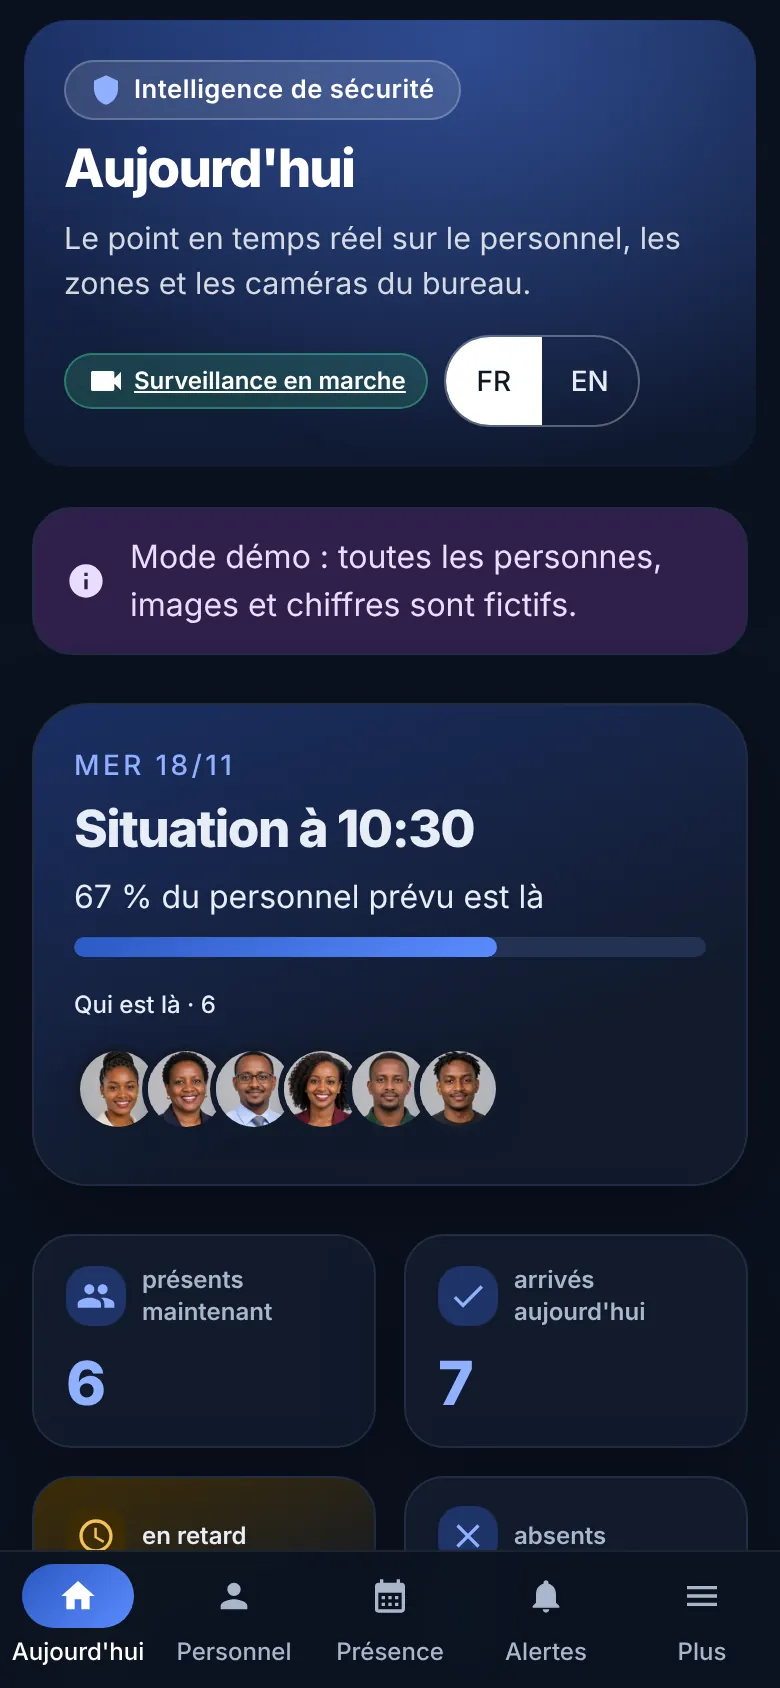 Intelligence de sécurité
Aujourd'hui
Le point en temps réel sur le personnel, les
zones et les caméras du bureau.
Surveillance en marche
FR
EN
Mode démo : toutes les personnes,
images et chiffres sont fictifs.
MER 18/11
Situation à 10:30
67 % du personnel prévu est là
Qui est là · 6
présents
maintenant
6
arrivés
aujourd'hui
7
en retard
absents
Aujourd'hui
Personnel
Présence
Alertes
Plus